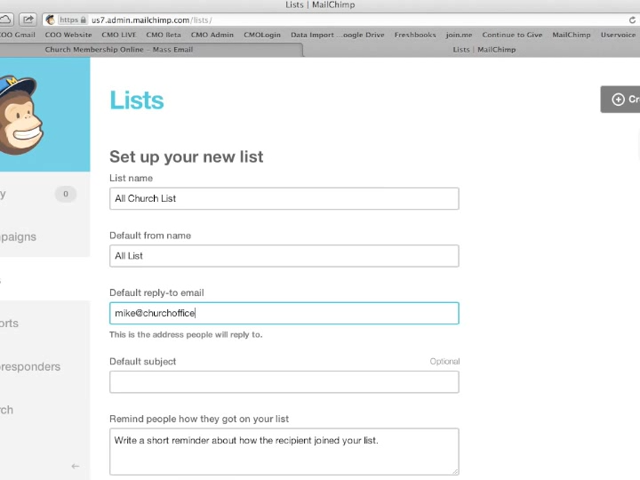 Lists | MailChimp
https us7.admin.mailchimp.com/lists/
COO Gmail COO Website CMO LIVE CMO Beta CMO Admin CMOLogin Data Import ...oogle Drive Freshbooks join.me Continue to Give MailChimp Uservoice
Church Membership Online – Mass Email Lists | MailChimp
Lists
Set up your new list
List name
All Church List
0
Default from name
All List
Default reply-to email
mike@churchoffice
This is the address people will reply to.
Default subject Optional
Remind people how they got on your list
Write a short reminder about how the recipient joined your list.